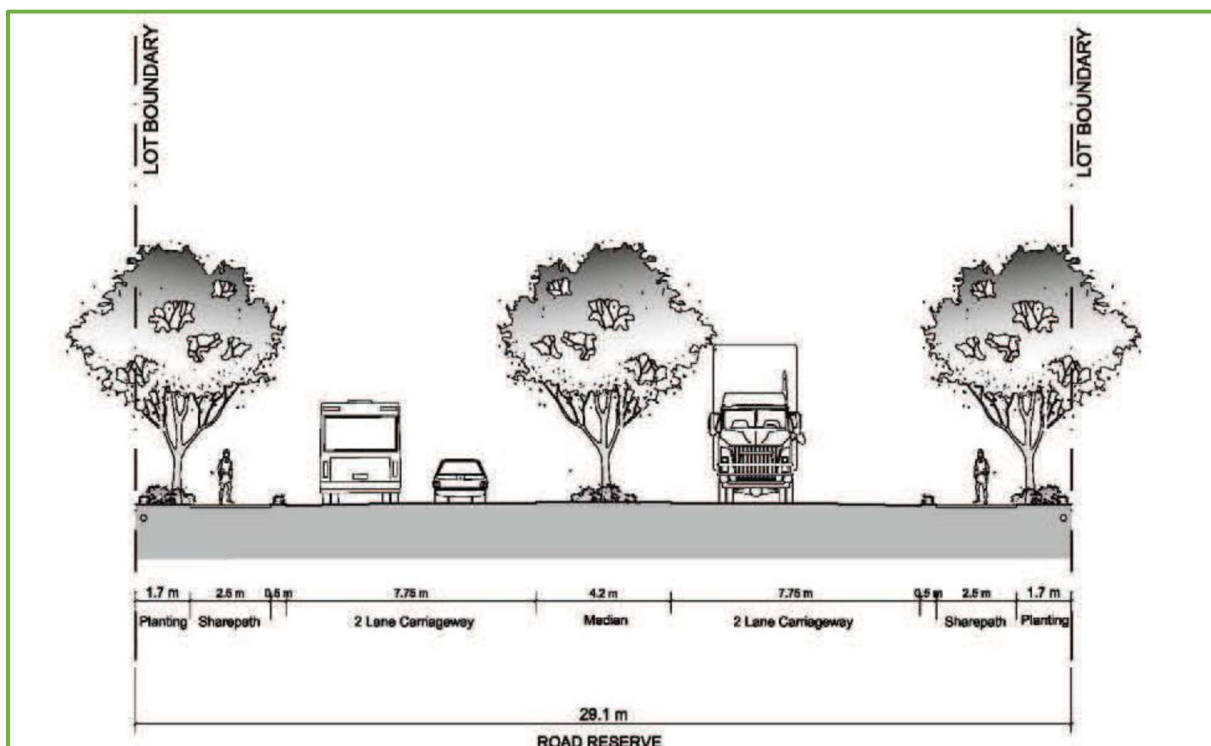 LOT BOUNDARY
LOT BOUNDARY
1.7 m 2.5 m 0.5 m 7.75 m 4.2 m 7.75 m 0.5 m 2.5 m 1.7 m
Planting Sharepath 2 Lane Carriageway Median 2 Lane Carriageway Sharepath Planting
29.1 m
ROAD RESERVE